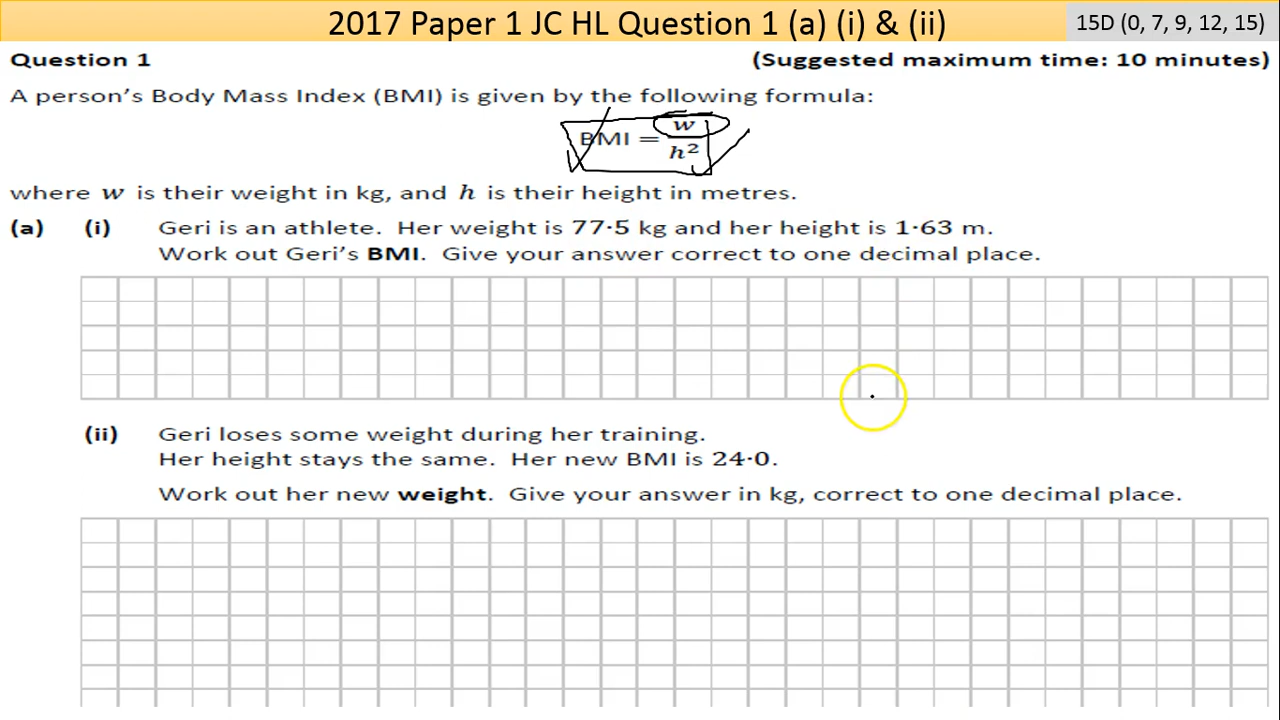 2017 Paper 1 JC HL Question 1 (a) (i) & (ii)
15D (0, 7, 9, 12, 15)
Question 1
(Suggested maximum time: 10 minutes)
A person's Body Mass Index (BMI) is given by the following formula:
BMI = w/h²
where w is their weight in kg, and h is their height in metres.
(a) (i) Geri is an athlete. Her weight is 77·5 kg and her height is 1·63 m.
Work out Geri's BMI. Give your answer correct to one decimal place.
(ii) Geri loses some weight during her training.
Her height stays the same. Her new BMI is 24·0.
Work out her new weight. Give your answer in kg, correct to one decimal place.